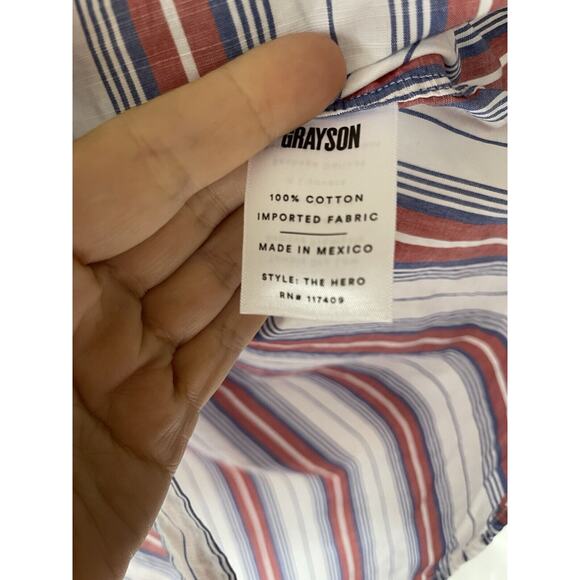 GRAYSON
100% COTTON
IMPORTED FABRIC
MADE IN MEXICO
STYLE: THE HERO
RN# 117409